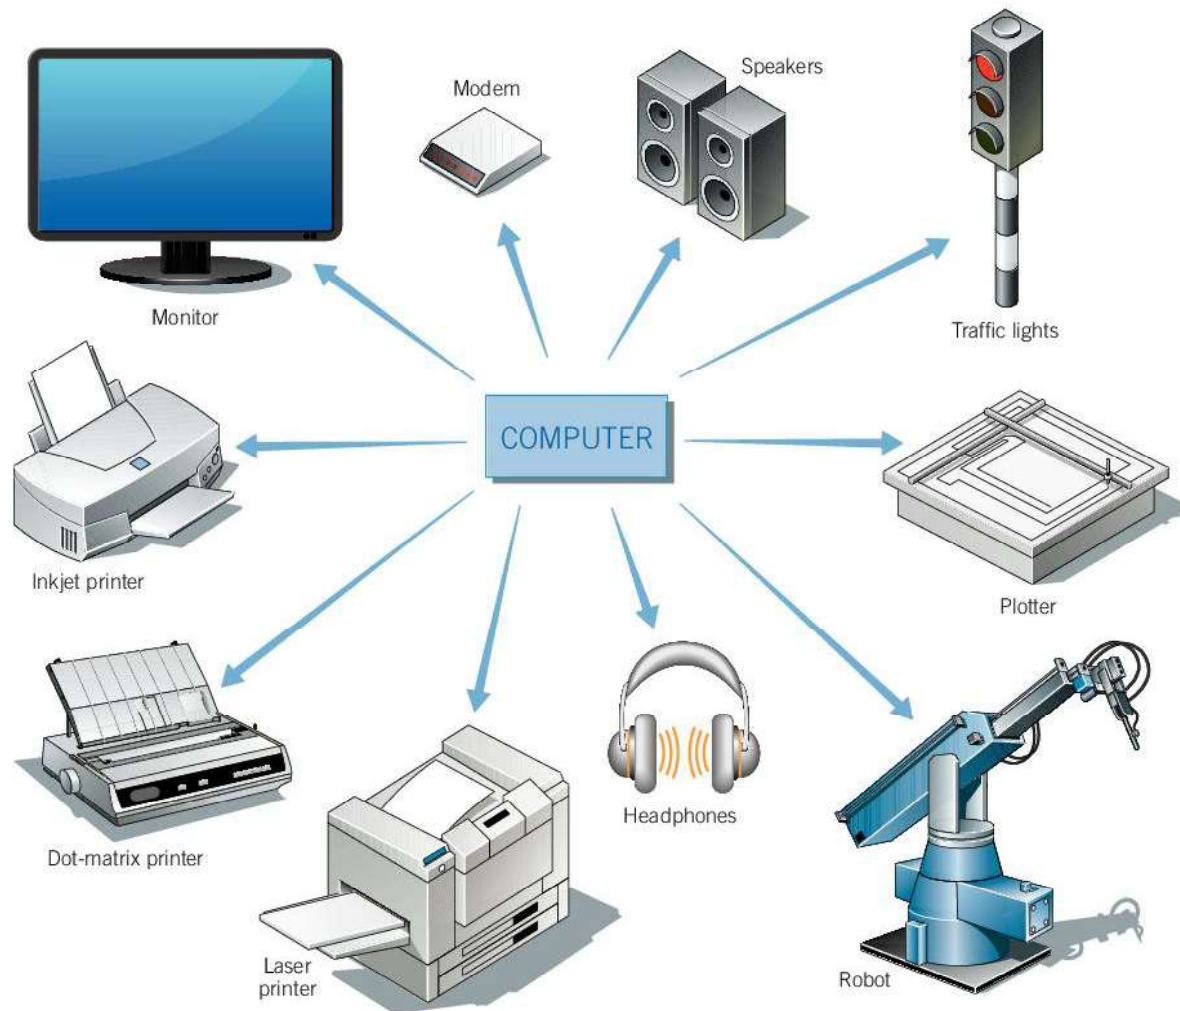 Speakers
Modem
Monitor
Traffic lights
COMPUTER
Inkjet printer
Plotter
Dot-matrix printer
Headphones
Laser
printer
Robot